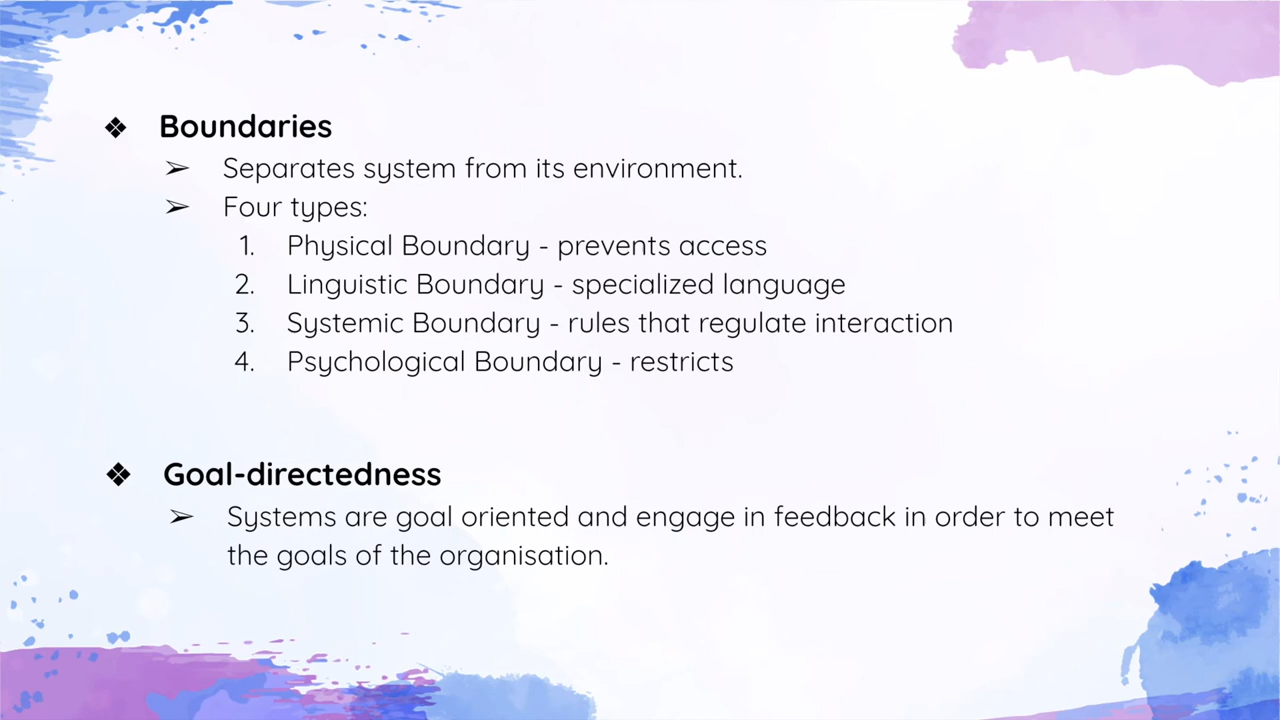 ❖ Boundaries
➢ Separates system from its environment.
➢ Four types:
1. Physical Boundary - prevents access
2. Linguistic Boundary - specialized language
3. Systemic Boundary - rules that regulate interaction
4. Psychological Boundary - restricts
❖ Goal-directedness
➢ Systems are goal oriented and engage in feedback in order to meet
the goals of the organisation.